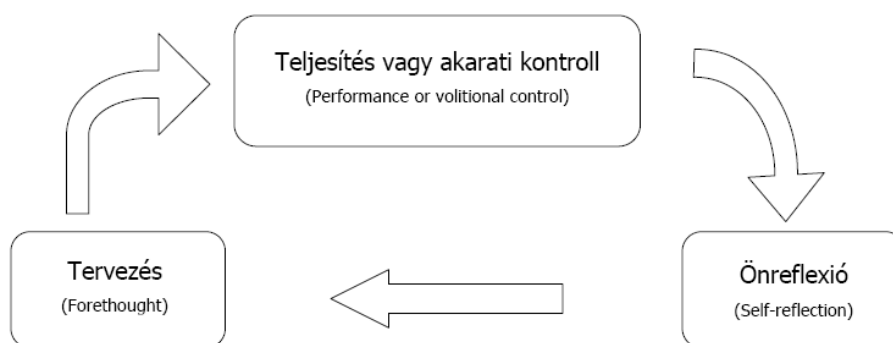 Teljesítés vagy akarati kontroll
(Performance or volitional control)
Tervezés
(Forethought)
Önreflexió
(Self-reflection)